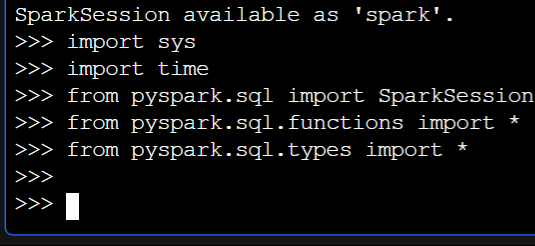 SparkSession available as 'spark'.
>>> import sys
>>> import time
>>> from pyspark.sql import SparkSession
>>> from pyspark.sql.functions import *
>>> from pyspark.sql.types import *
>>>
>>>